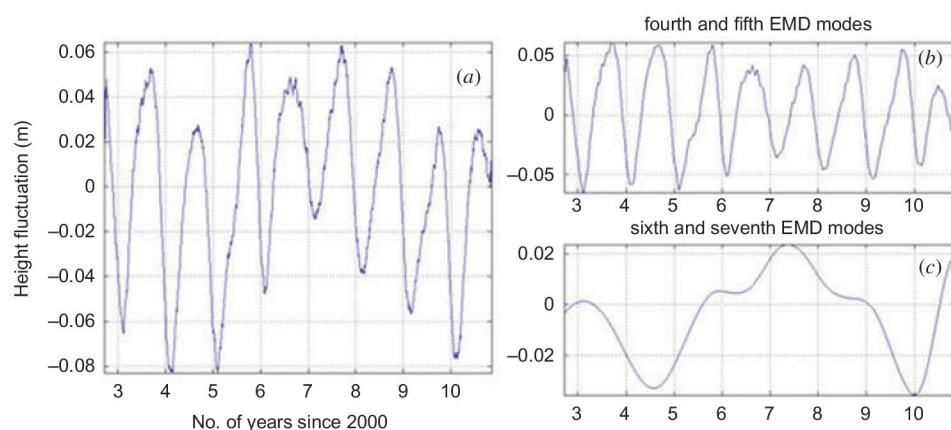 0.06
0.04
0.02
0
–0.02
–0.04
–0.06
–0.08
Height fluctuation (m)
(a)
3 4 5 6 7 8 9 10
No. of years since 2000
fourth and fifth EMD modes
0.05
0
–0.05
(b)
3 4 5 6 7 8 9 10
sixth and seventh EMD modes
0.02
0
–0.02
(c)
3 4 5 6 7 8 9 10